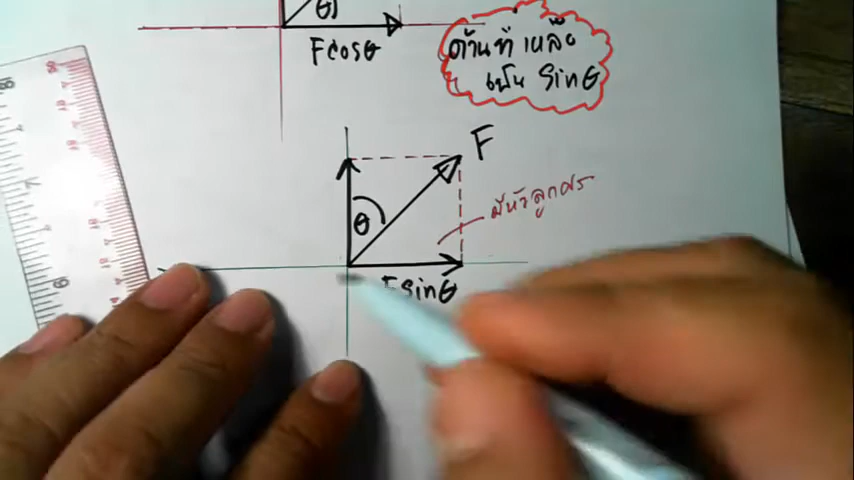 θ
Fcosθ
ด้านที่ เหลือ
เป็น Sinθ
F
θ
มีหัวลูกศร
Fsinθ